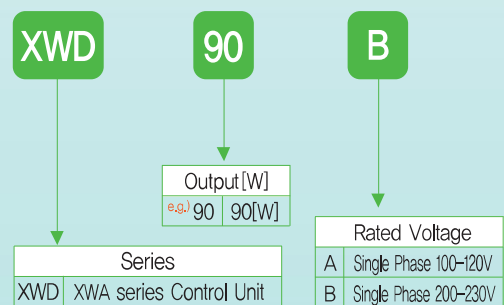 XWD 90 B
Output[W]
e.g.) 90 90[W]
Rated Voltage
A Single Phase 100-120V
B Single Phase 200-230V
Series
XWD XWA series Control Unit